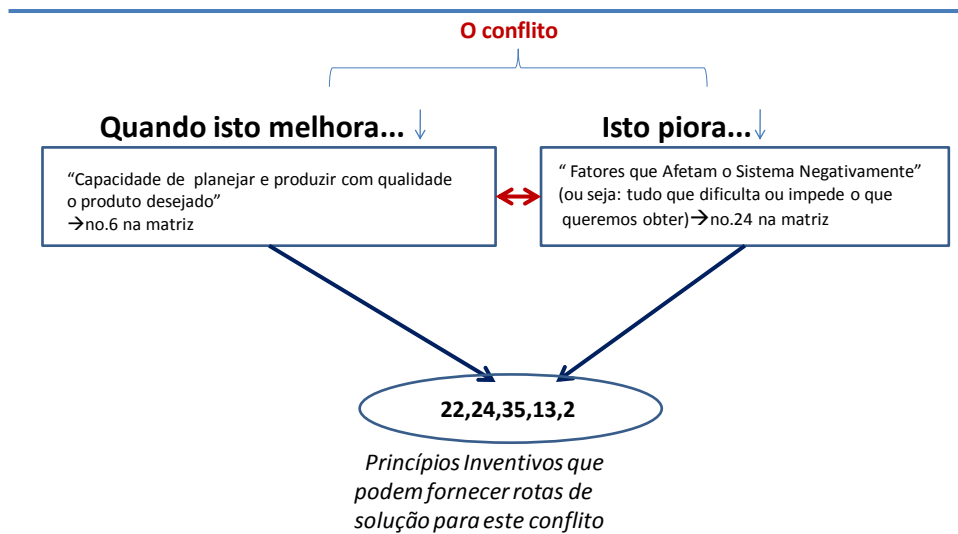 O conflito
Quando isto melhora...
Isto piora...
“Capacidade de planejar e produzir com qualidade
o produto desejado”
→no.6 na matriz
“ Fatores que Afetam o Sistema Negativamente”
(ou seja: tudo que dificulta ou impede o que
queremos obter)→no.24 na matriz
22,24,35,13,2
Princípios Inventivos que
podem fornecer rotas de
solução para este conflito